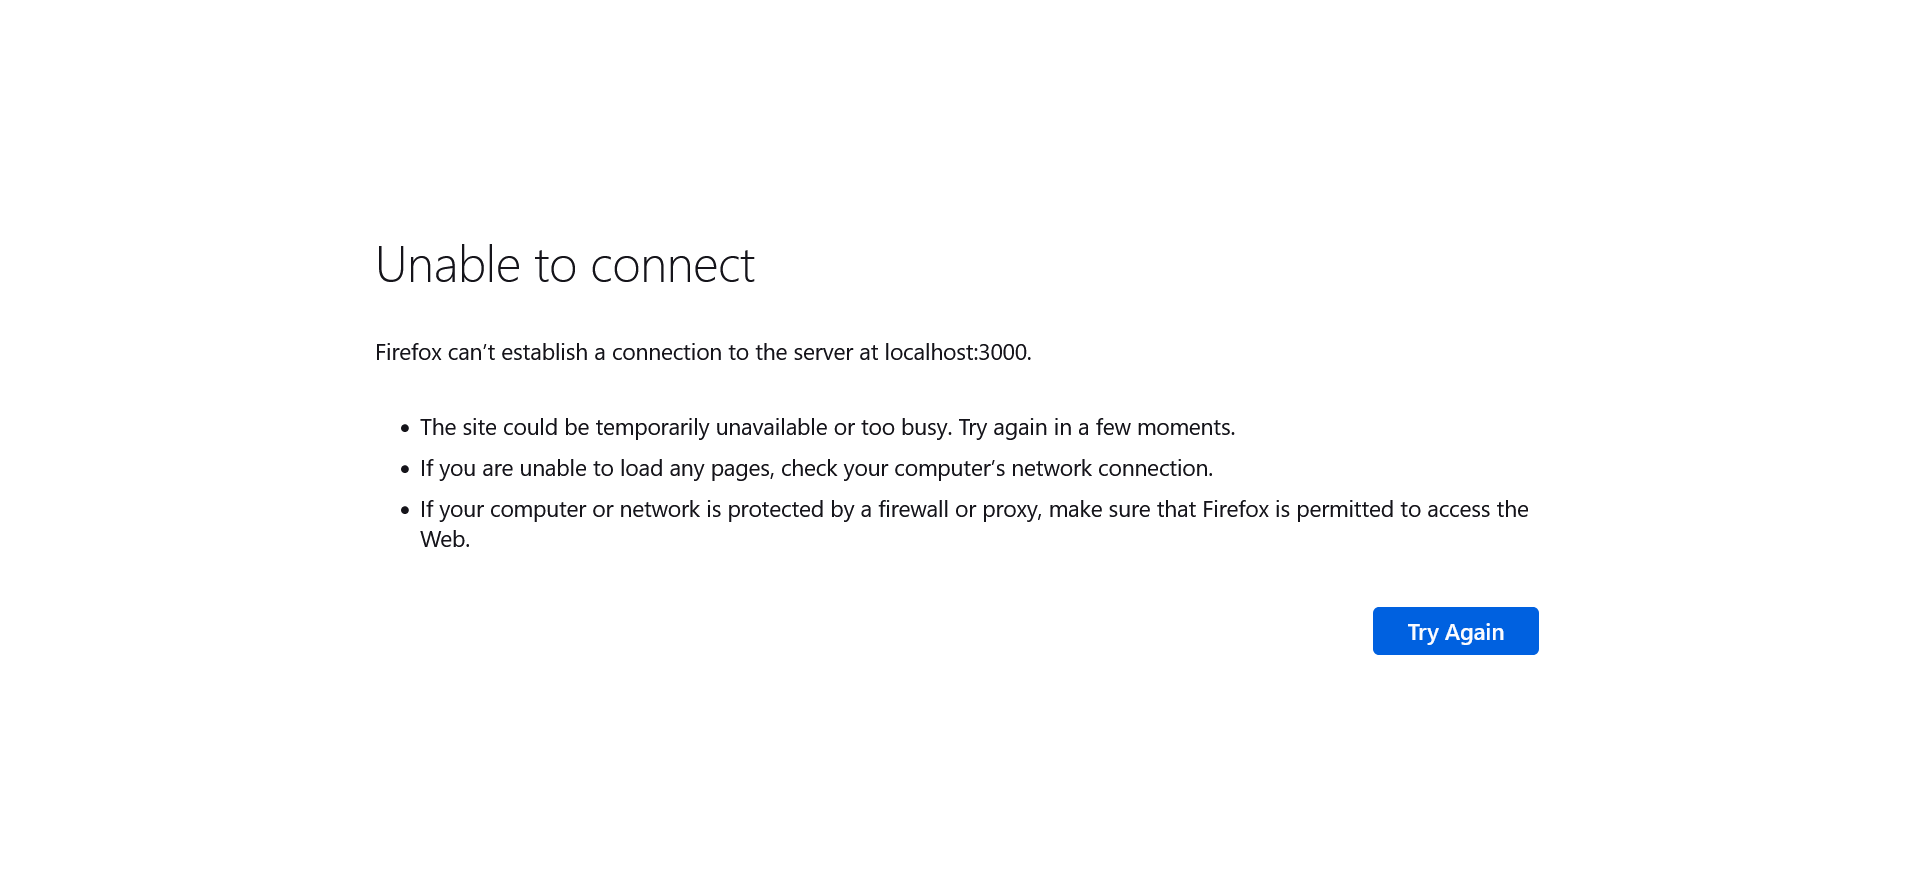 Unable to connect
Firefox can’t establish a connection to the server at localhost:3000.
• The site could be temporarily unavailable or too busy. Try again in a few moments.
• If you are unable to load any pages, check your computer’s network connection.
• If your computer or network is protected by a firewall or proxy, make sure that Firefox is permitted to access the
Web.
Try Again